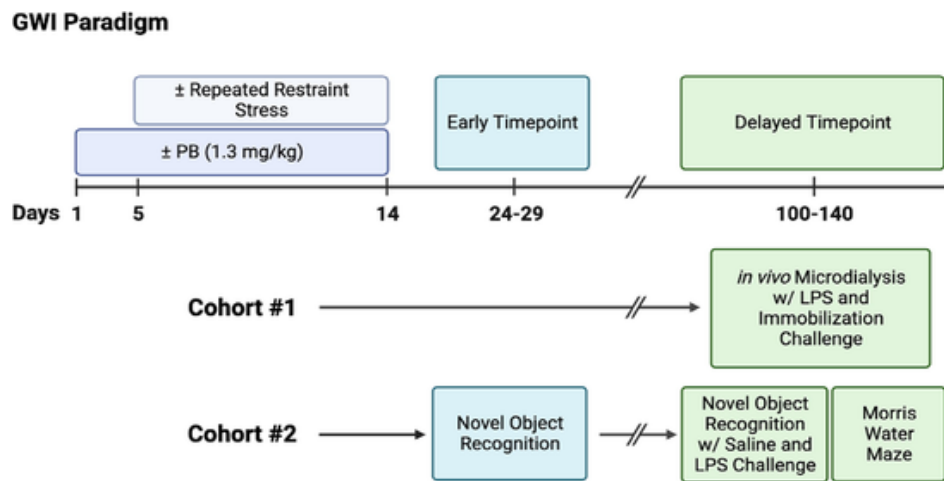 GWI Paradigm
± Repeated Restraint
Stress
± PB (1.3 mg/kg)
Early Timepoint
Delayed Timepoint
Days 1 5 14 24-29 100-140
Cohort #1
in vivo Microdialysis
w/ LPS and
Immobilization
Challenge
Cohort #2
Novel Object
Recognition
Novel Object
Recognition
w/ Saline and
LPS Challenge
Morris
Water
Maze